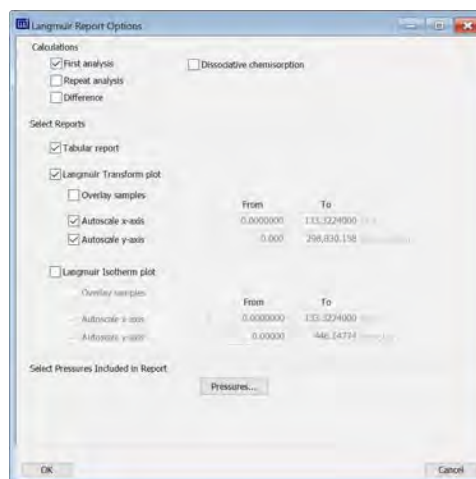 Langmuir Report Options
Calculations
First analysis Dissociative chemisorption
Repeat analysis
Difference
Select Reports
Tabular report
Langmuir Transform plot
Overlay samples
From To
Autoscale x-axis 0.0000000 133.3224000
Autoscale y-axis 0.000 298,030.158
Langmuir Isotherm plot
Overlay samples
From To
Autoscale x-axis 0.0000000 133.3224000
Autoscale y-axis 0.00000
Select Pressures Included in Report
Pressures...
OK Cancel